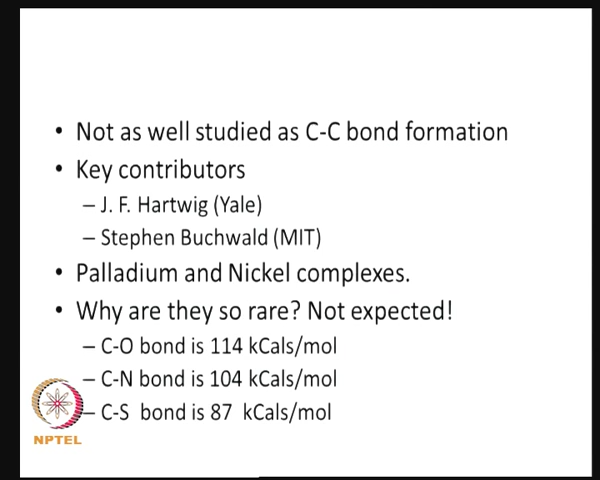 • Not as well studied as C-C bond formation
• Key contributors
– J. F. Hartwig (Yale)
– Stephen Buchwald (MIT)
• Palladium and Nickel complexes.
• Why are they so rare? Not expected!
– C-O bond is 114 kCals/mol
– C-N bond is 104 kCals/mol
– C-S bond is 87 kCals/mol
NPTEL